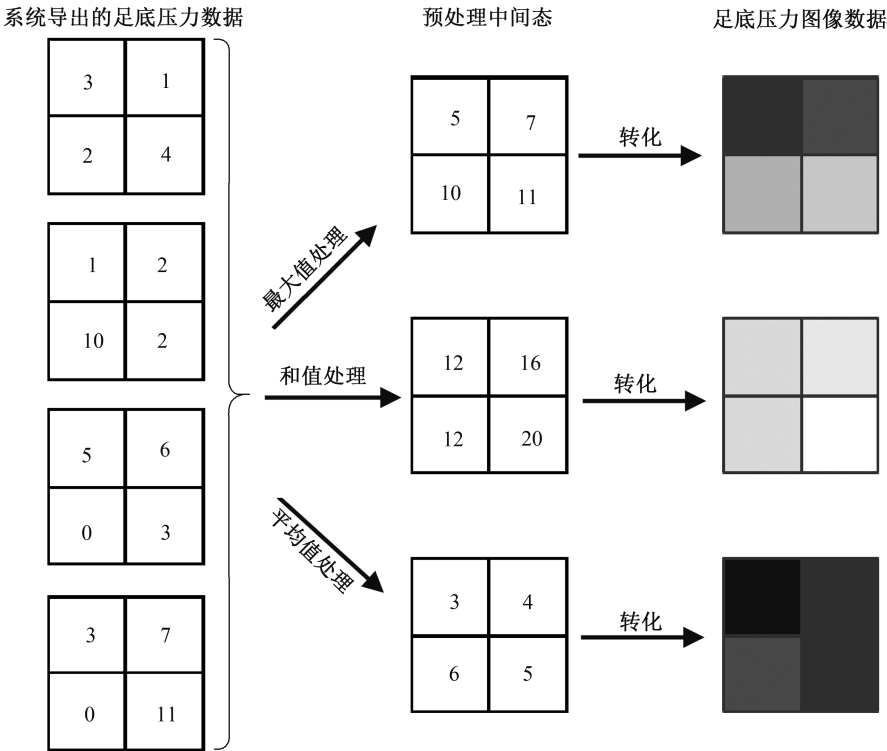 系统导出的足底压力数据
预处理中间态
足底压力图像数据
3 1
2 4
1 2
10 2
5 6
0 3
3 7
0 11
最大值处理
和值处理
平均值处理
5 7
10 11
转化
12 16
12 20
转化
3 4
6 5
转化